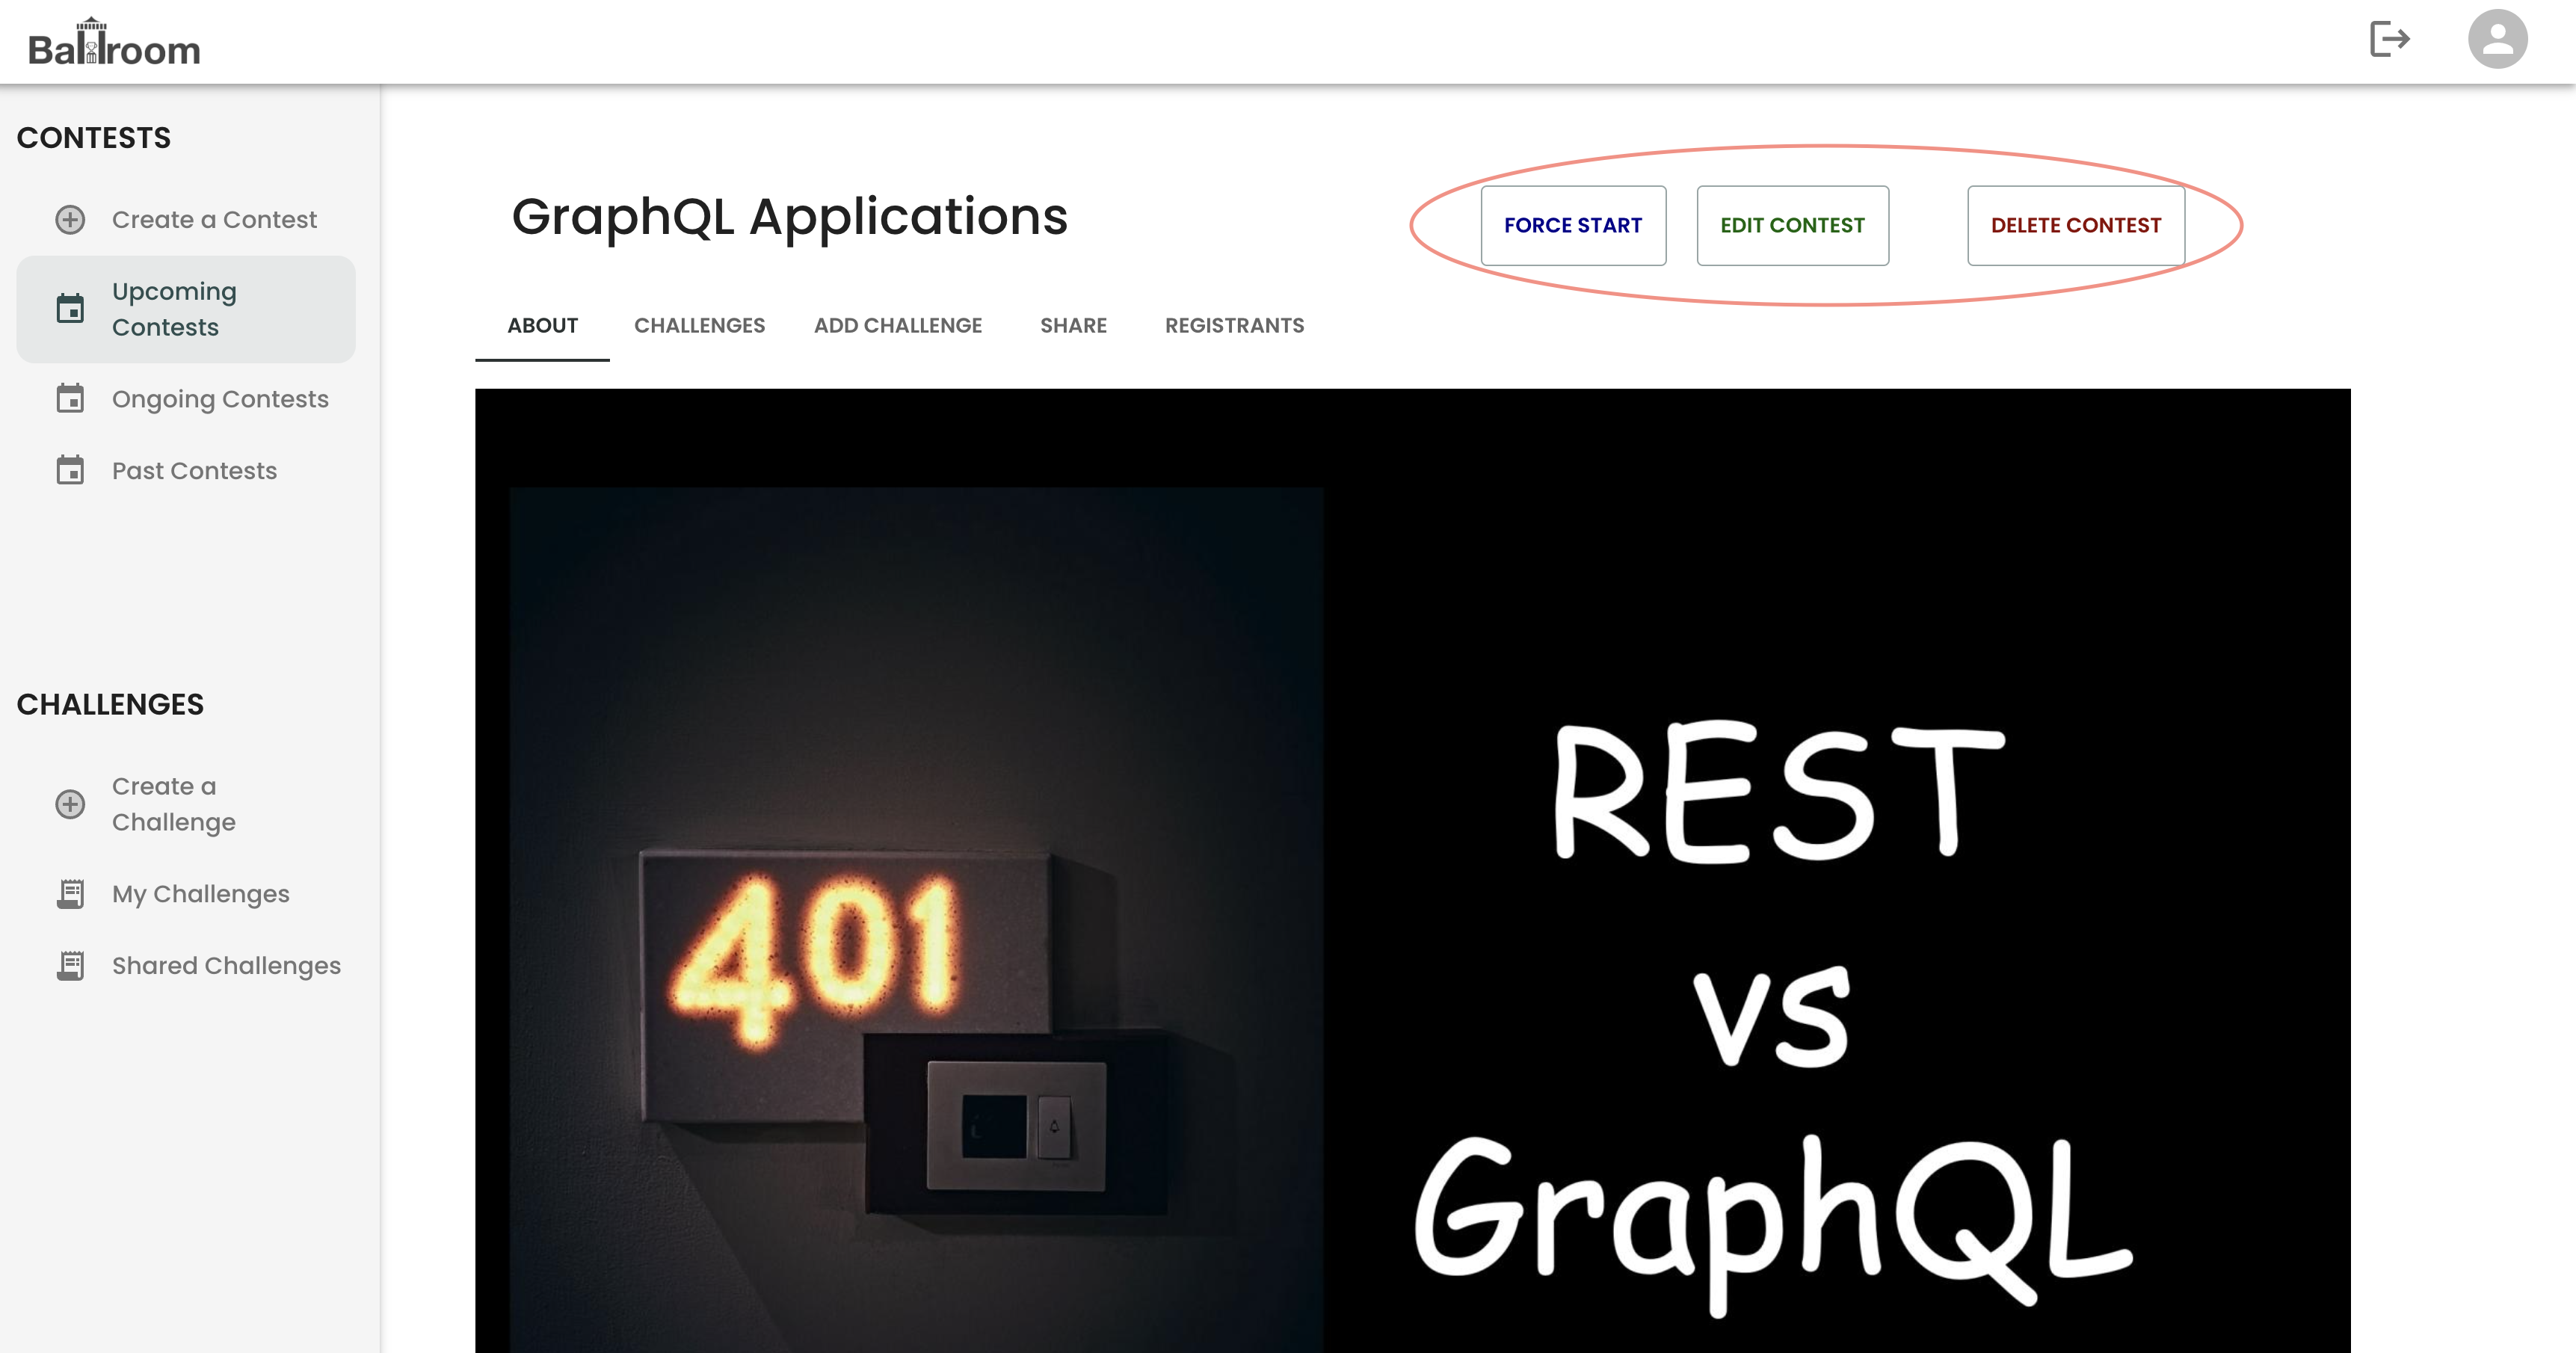 Ballroom
CONTESTS
Create a Contest
Upcoming
Contests
Ongoing Contests
Past Contests
CHALLENGES
Create a
Challenge
My Challenges
Shared Challenges
GraphQL Applications
FORCE START
EDIT CONTEST
DELETE CONTEST
ABOUT
CHALLENGES
ADD CHALLENGE
SHARE
REGISTRANTS
401
REST
vs
GraphQL